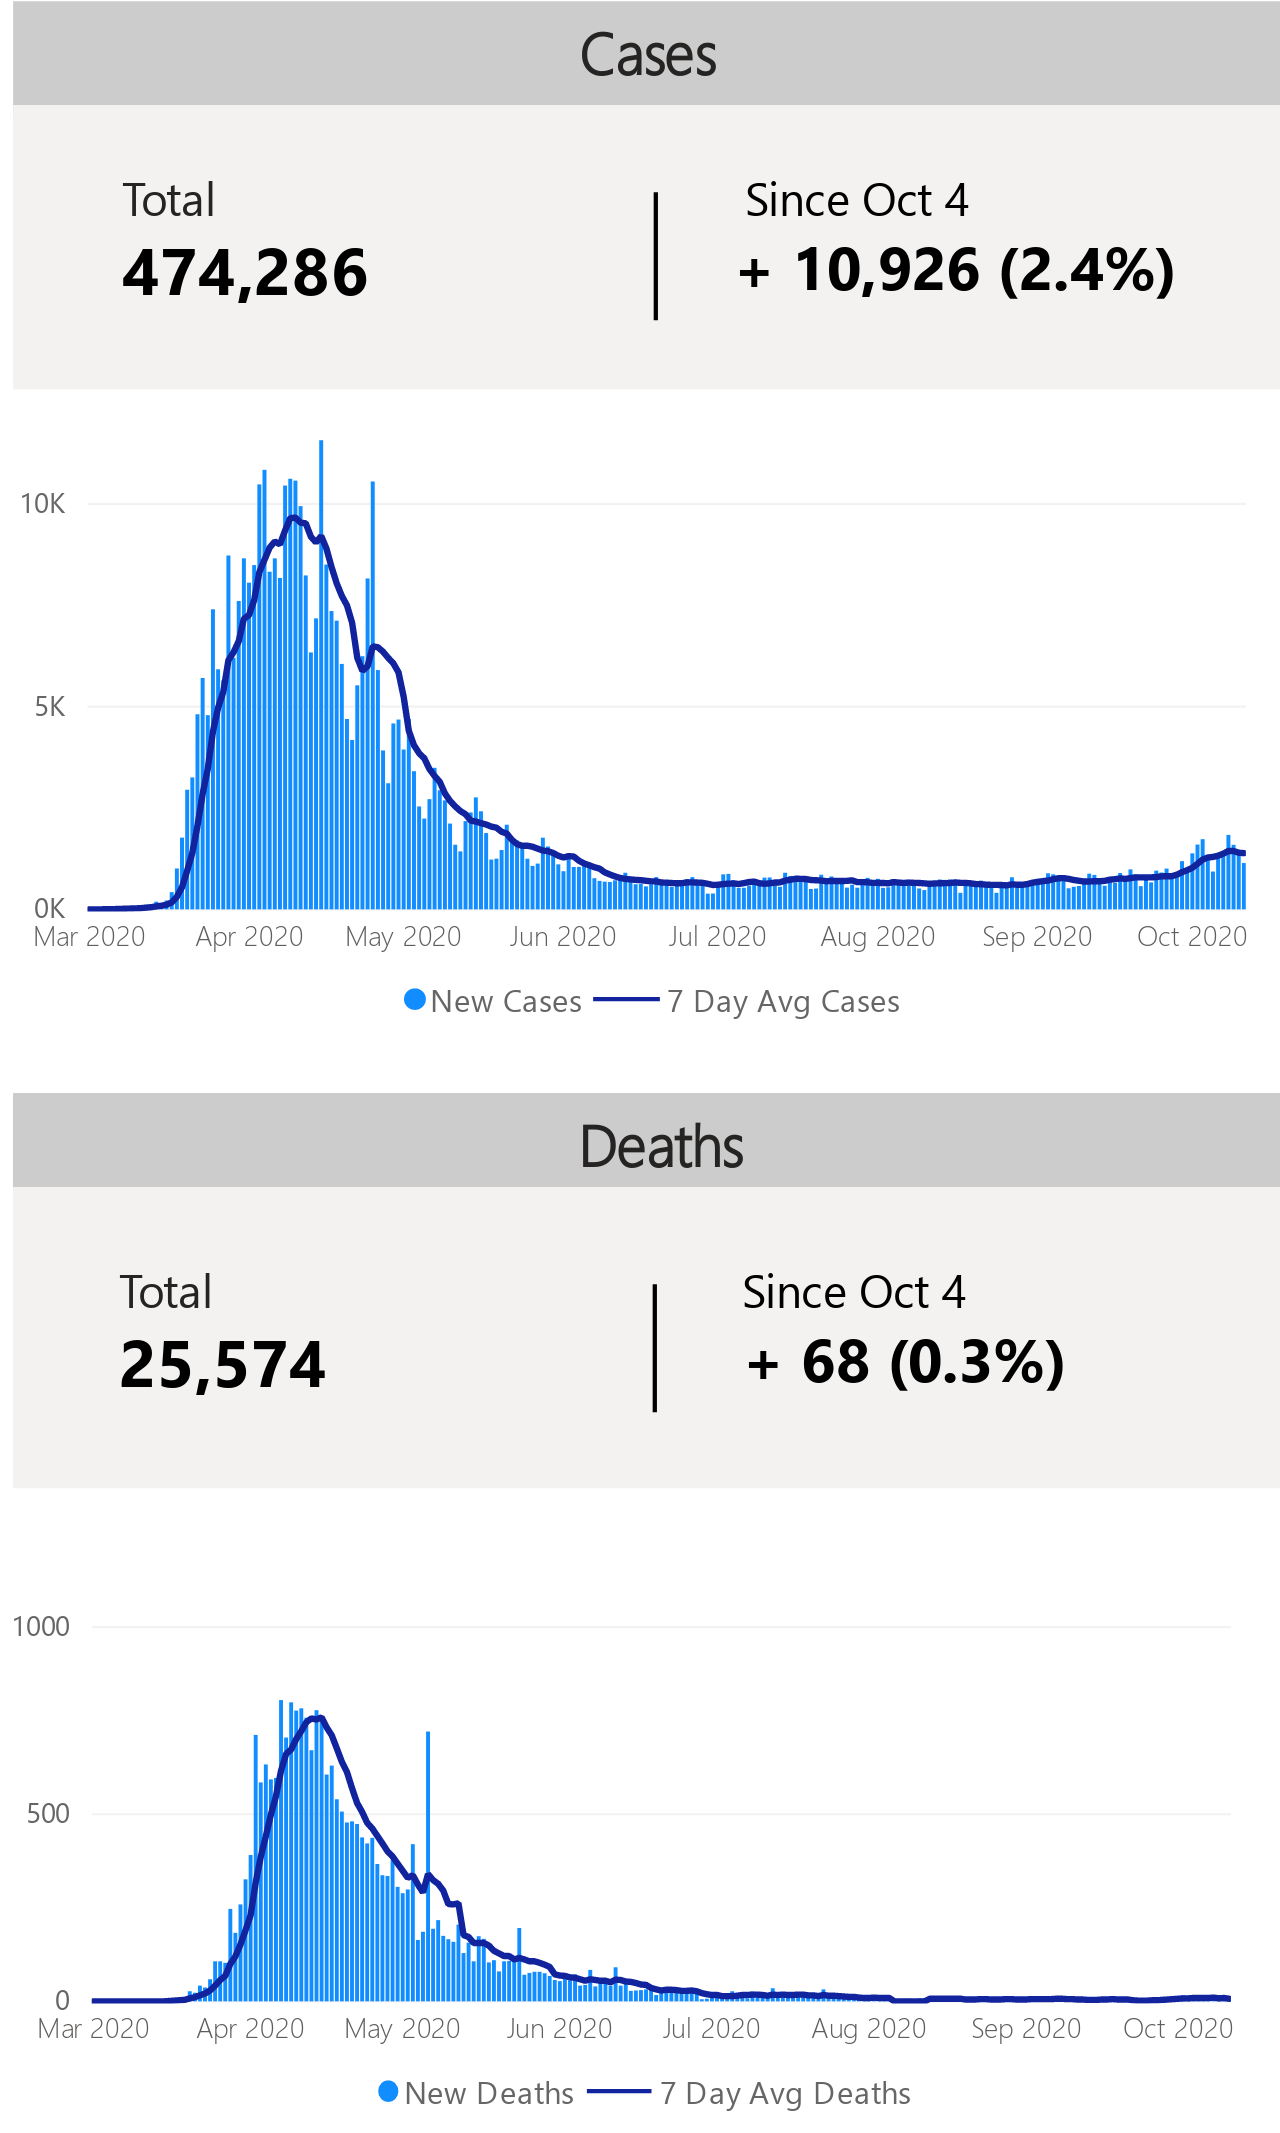 Cases
Total
Since Oct 4
474,286
+ 10,926 (2.4%)
10K
5K
0K
Mar 2020 Apr 2020 May 2020 Jun 2020 Jul 2020 Aug 2020 Sep 2020 Oct 2020
New Cases 7 Day Avg Cases
Deaths
Total
Since Oct 4
25,574
+ 68 (0.3%)
1000
500
0
Mar 2020 Apr 2020 May 2020 Jun 2020 Jul 2020 Aug 2020 Sep 2020 Oct 2020
New Deaths 7 Day Avg Deaths